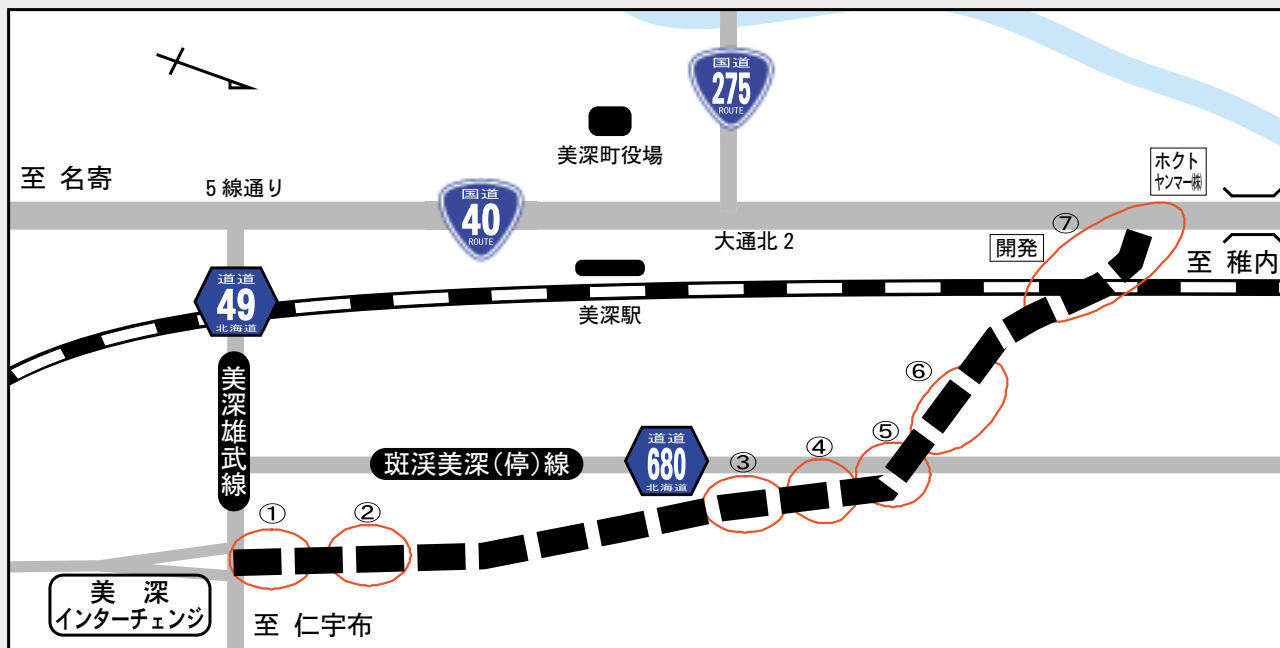 国道
275
ROUTE
美深町役場
ホクト
ヤンマー㈱
至 名寄
5線通り
国道
40
ROUTE
⑦
大通北2
開発
至 稚内
道道
49
北海道
美深駅
美深雄武線
⑥
道道
680
北海道
斑渓美深(停)線
③
④
⑤
①
②
美 深
インターチェンジ
至 仁宇布